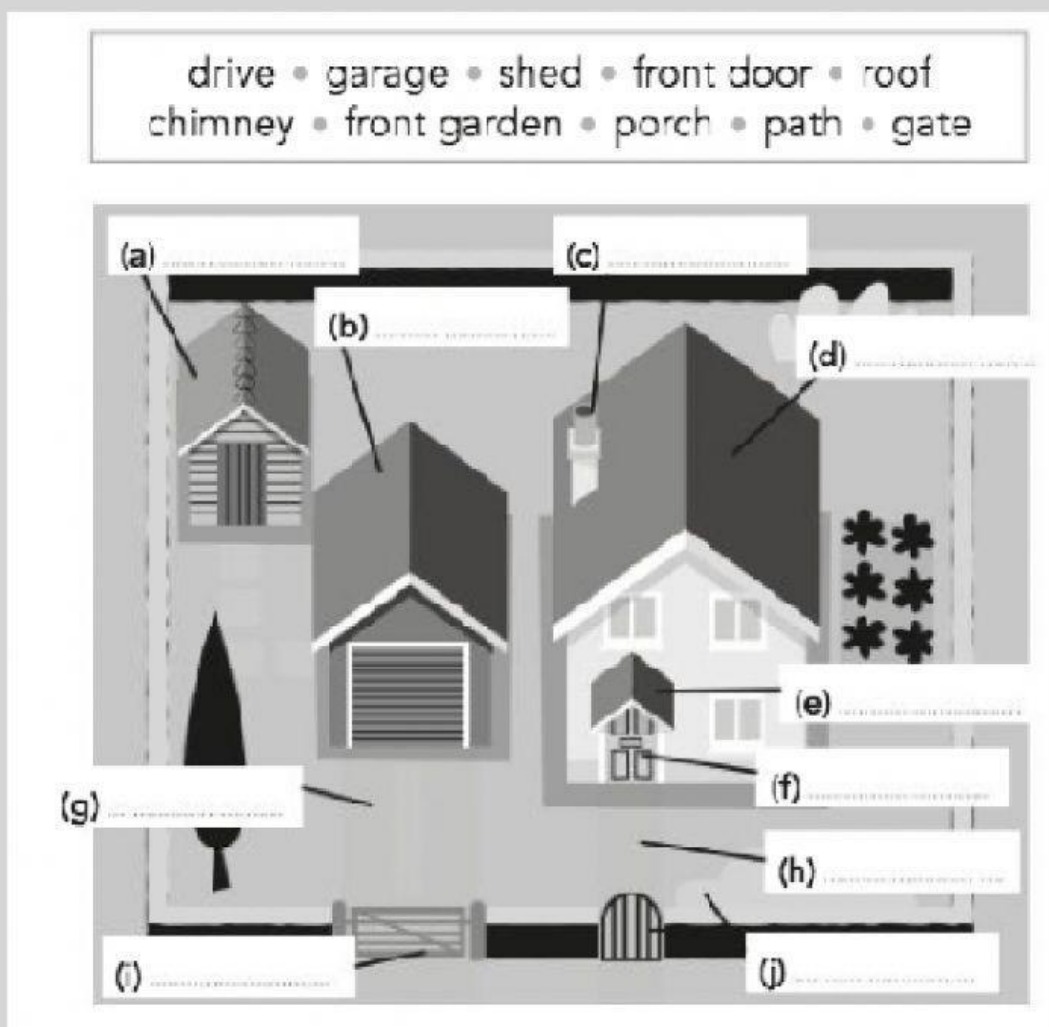 drive • garage • shed • front door • roof
chimney • front garden • porch • path • gate
(a)
(c)
(b)
(d)
(e)
(f)
(g)
(h)
(i)
(j)